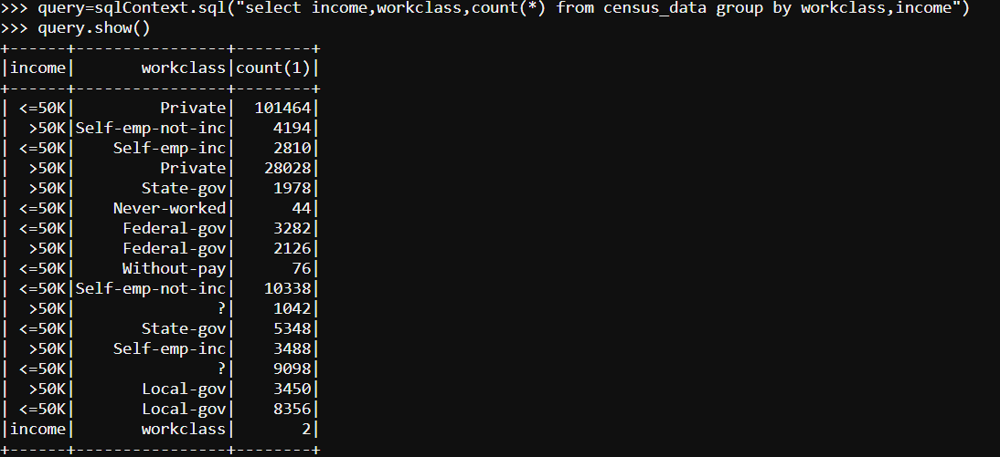 >>> query=sqlContext.sql("select income,workclass,count(*) from census_data group by workclass,income")
>>> query.show()
+------+----------------+--------+
|income|       workclass|count(1)|
+------+----------------+--------+
| <=50K|         Private|  101464|
|  >50K|Self-emp-not-inc|    4194|
| <=50K|    Self-emp-inc|    2810|
|  >50K|         Private|   28028|
|  >50K|       State-gov|    1978|
| <=50K|    Never-worked|      44|
| <=50K|     Federal-gov|    3282|
|  >50K|     Federal-gov|    2126|
| <=50K|     Without-pay|      76|
| <=50K|Self-emp-not-inc|   10338|
|  >50K|               ?|    1042|
| <=50K|       State-gov|    5348|
|  >50K|    Self-emp-inc|    3488|
| <=50K|               ?|    9098|
|  >50K|       Local-gov|    3450|
| <=50K|       Local-gov|    8356|
|income|       workclass|       2|
+------+----------------+--------+